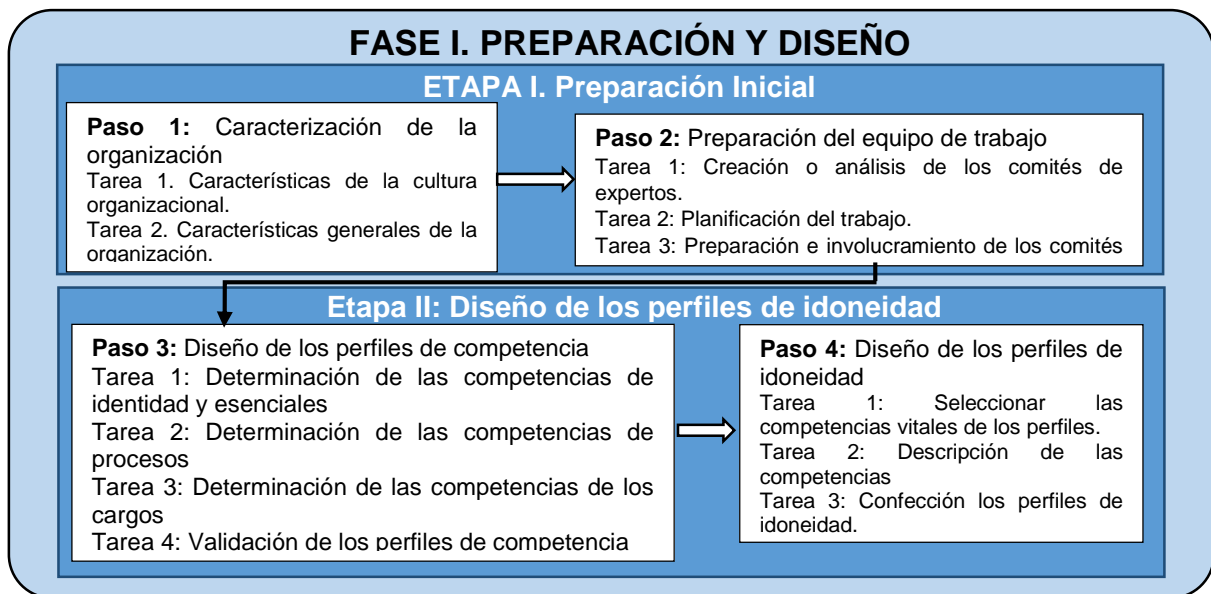 FASE I. PREPARACIÓN Y DISEÑO
ETAPA I. Preparación Inicial
Paso 1: Caracterización de la
organización
Tarea 1. Características de la cultura
organizacional.
Tarea 2. Características generales de la
organización.
Paso 2: Preparación del equipo de trabajo
Tarea 1: Creación o análisis de los comités de
expertos.
Tarea 2: Planificación del trabajo.
Tarea 3: Preparación e involucramiento de los comités
Etapa II: Diseño de los perfiles de idoneidad
Paso 3: Diseño de los perfiles de competencia
Tarea 1: Determinación de las competencias de
identidad y esenciales
Tarea 2: Determinación de las competencias de
procesos
Tarea 3: Determinación de las competencias de los
cargos
Tarea 4: Validación de los perfiles de competencia
Paso 4: Diseño de los perfiles de
idoneidad
Tarea 1: Seleccionar las
competencias vitales de los perfiles.
Tarea 2: Descripción de las
competencias
Tarea 3: Confección los perfiles de
idoneidad.